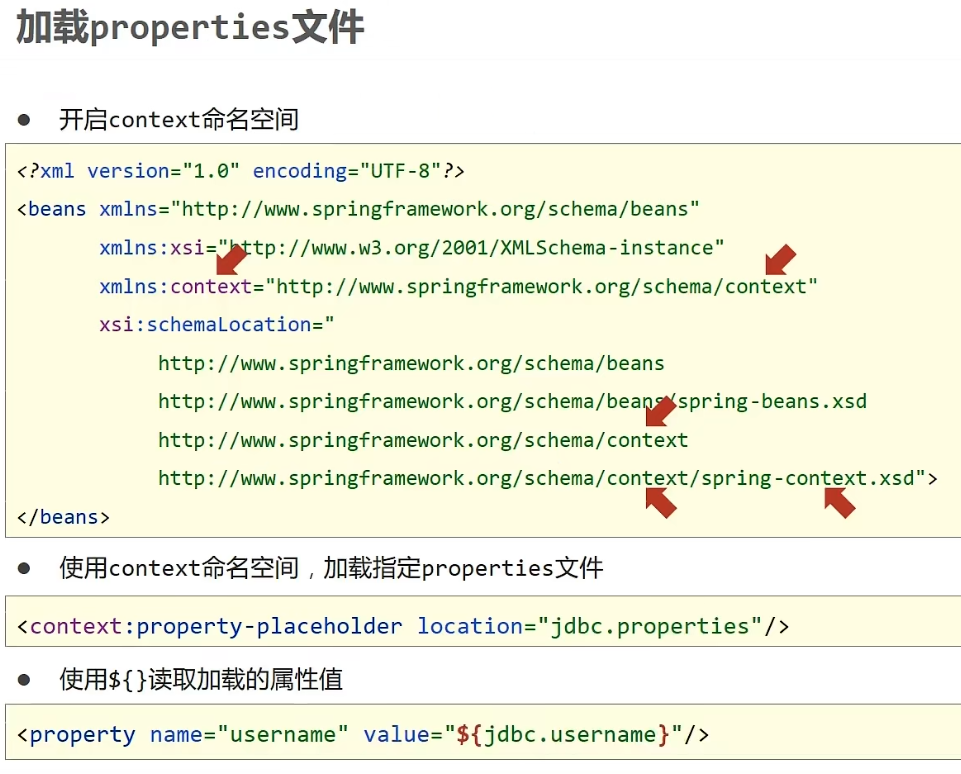 加载properties文件
● 开启context命名空间
<?xml version="1.0" encoding="UTF-8"?>
<beans xmlns="http://www.springframework.org/schema/beans"
xmlns:xsi="http://www.w3.org/2001/XMLSchema-instance"
xmlns:context="http://www.springframework.org/schema/context"
xsi:schemaLocation="
http://www.springframework.org/schema/beans
http://www.springframework.org/schema/beans/spring-beans.xsd
http://www.springframework.org/schema/context
http://www.springframework.org/schema/context/spring-context.xsd">
</beans>
● 使用context命名空间，加载指定properties文件
<context:property-placeholder location="jdbc.properties"/>
● 使用${}读取加载的属性值
<property name="username" value="${jdbc.username}"/>